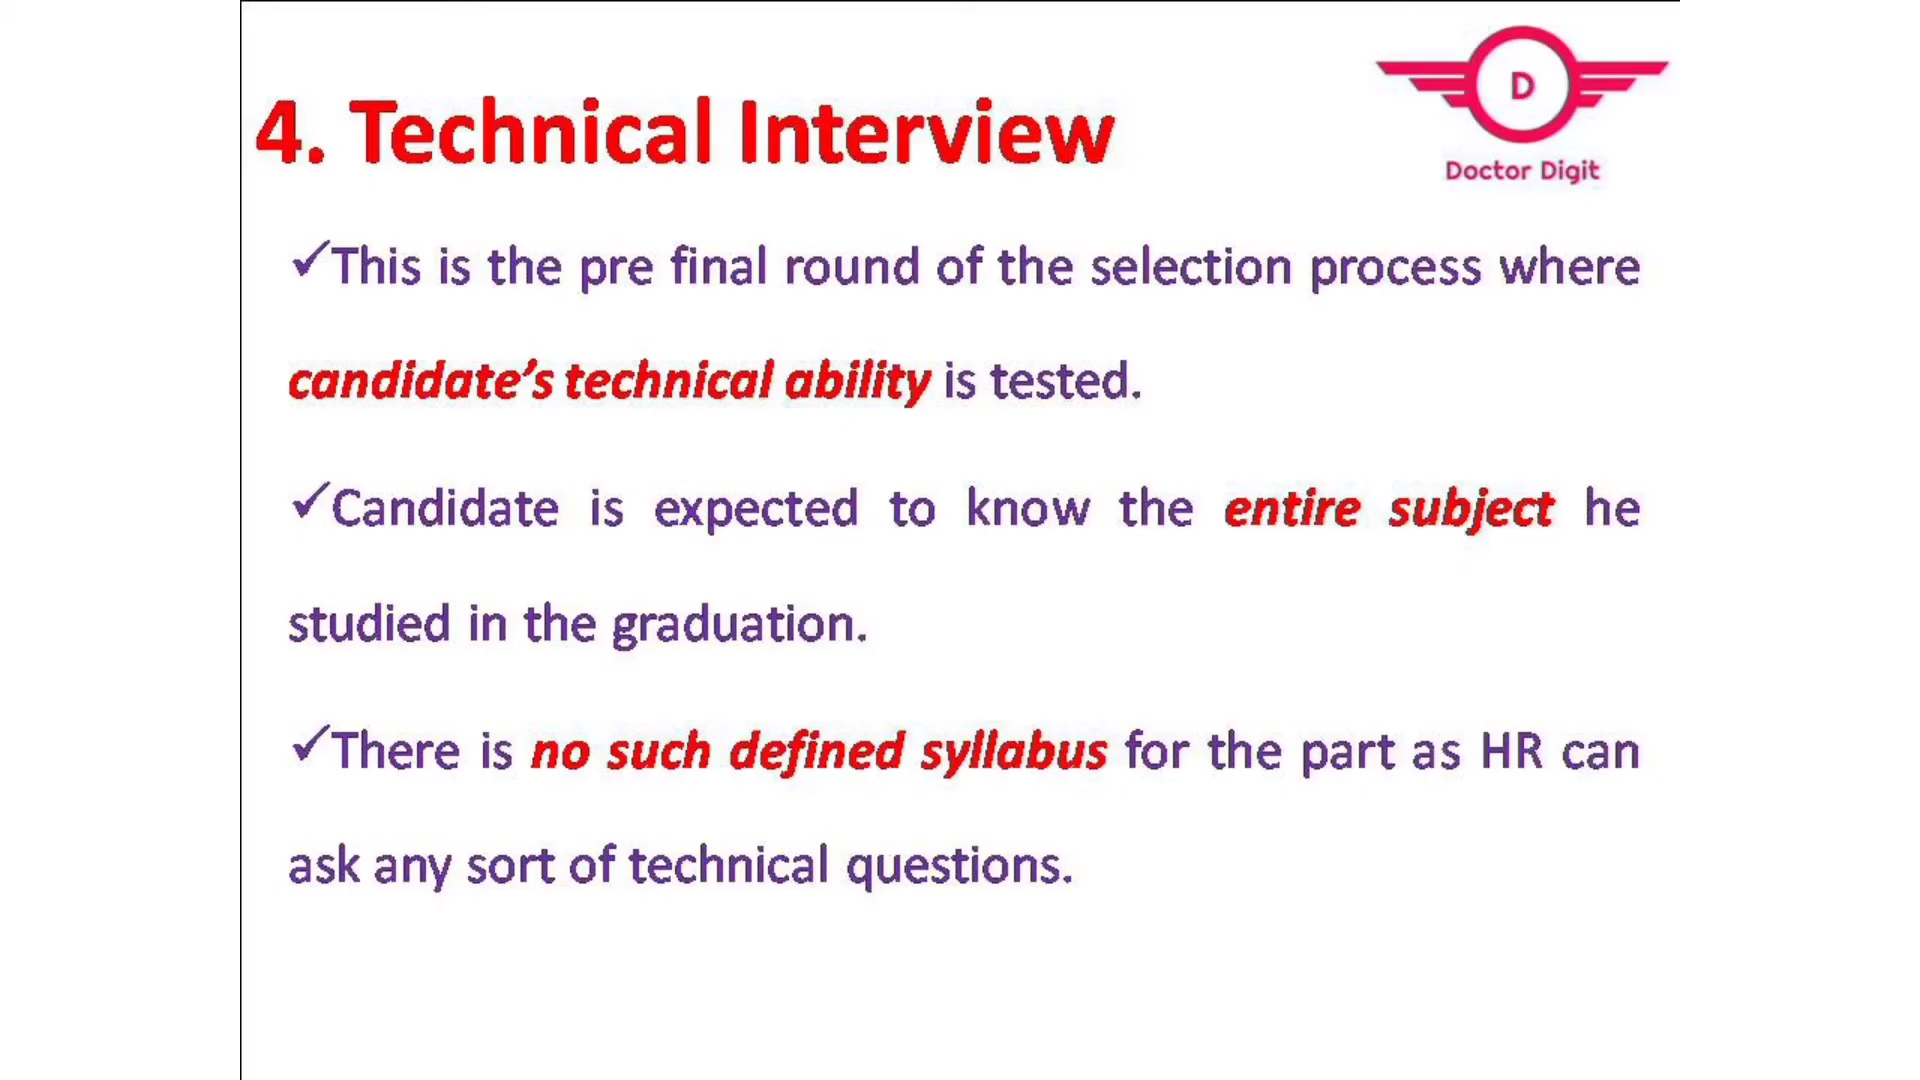 D
Doctor Digit
4. Technical Interview
✓This is the pre final round of the selection process where
candidate’s technical ability is tested.
✓Candidate is expected to know the entire subject he
studied in the graduation.
✓There is no such defined syllabus for the part as HR can
ask any sort of technical questions.